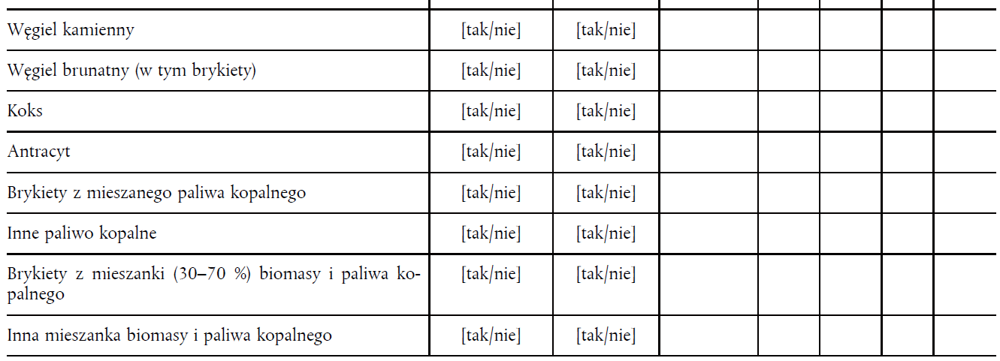 Węgiel kamienny [tak/nie] [tak/nie]
Węgiel brunatny (w tym brykiety) [tak/nie] [tak/nie]
Koks [tak/nie] [tak/nie]
Antracyt [tak/nie] [tak/nie]
Brykiety z mieszanego paliwa kopalnego [tak/nie] [tak/nie]
Inne paliwo kopalne [tak/nie] [tak/nie]
Brykiety z mieszanki (30–70 %) biomasy i paliwa ko- [tak/nie] [tak/nie]
palnego
Inna mieszanka biomasy i paliwa kopalnego [tak/nie] [tak/nie]